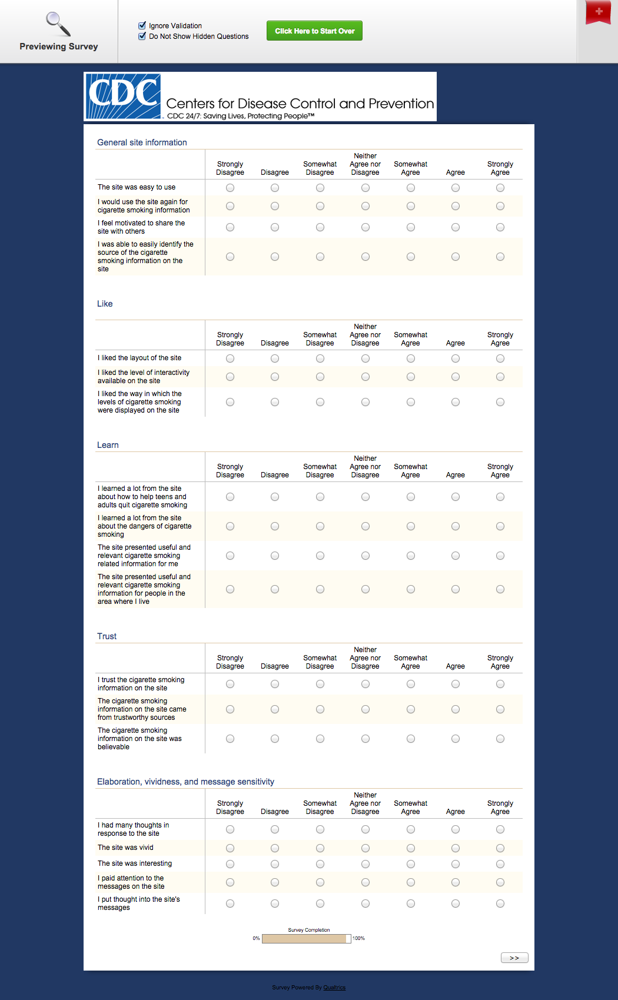 Previewing Survey
Ignore Validation
Do Not Show Hidden Questions
Click Here to Start Over
CDC
Centers for Disease Control and Prevention
CDC 24/7: Saving Lives, Protecting People™
General site information
Strongly Disagree
Disagree
Somewhat Disagree
Neither Agree nor Disagree
Somewhat Agree
Agree
Strongly Agree
The site was easy to use
I would use the site again for
cigarette smoking information
I feel motivated to share the
site with others
I was able to easily identify the
source of the cigarette
smoking information on the
site
Like
Strongly Disagree
Disagree
Somewhat Disagree
Neither Agree nor Disagree
Somewhat Agree
Agree
Strongly Agree
I liked the layout of the site
I liked the level of interactivity
available on the site
I liked the way in which the
levels of cigarette smoking
were displayed on the site
Learn
Strongly Disagree
Disagree
Somewhat Disagree
Neither Agree nor Disagree
Somewhat Agree
Agree
Strongly Agree
I learned a lot from the site
about how to help teens and
adults quit cigarette smoking
I learned a lot from the site
about the dangers of cigarette
smoking
The site presented useful and
relevant cigarette smoking
related information for me
The site presented useful and
relevant cigarette smoking
information for people in the
area where I live
Trust
Strongly Disagree
Disagree
Somewhat Disagree
Neither Agree nor Disagree
Somewhat Agree
Agree
Strongly Agree
I trust the cigarette smoking
information on the site
The cigarette smoking
information on the site came
from trustworthy sources
The cigarette smoking
information on the site was
believable
Elaboration, vividness, and message sensitivity
Strongly Disagree
Disagree
Somewhat Disagree
Neither Agree nor Disagree
Somewhat Agree
Agree
Strongly Agree
I had many thoughts in
response to the site
The site was vivid
The site was interesting
I paid attention to the
messages on the site
I put thought into the site's
messages
Survey Completion
0% 100%
>>
Survey Powered By Qualtrics